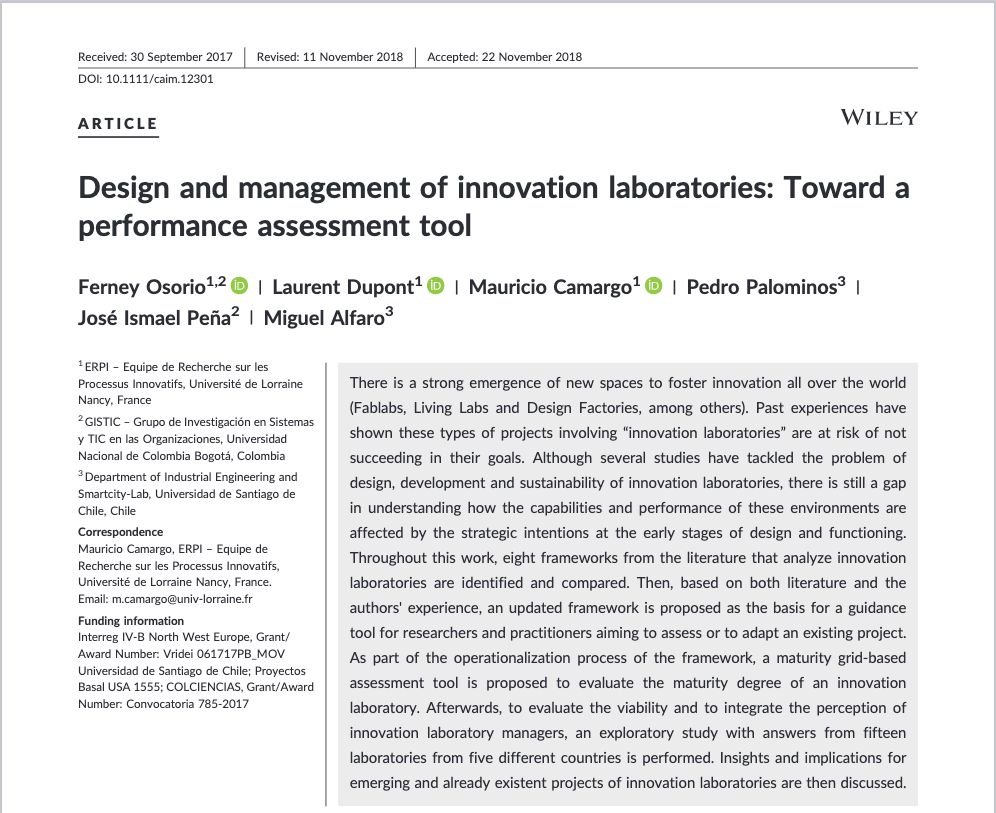 Received: 30 September 2017 | Revised: 11 November 2018 | Accepted: 22 November 2018
DOI: 10.1111/caim.12301
ARTICLE
WILEY
Design and management of innovation laboratories: Toward a
performance assessment tool
Ferney Osorio1,2 iD | Laurent Dupont1 iD | Mauricio Camargo1 iD | Pedro Palominos3 |
José Ismael Peña2 | Miguel Alfaro3
1 ERPI – Equipe de Recherche sur les
Processus Innovatifs, Université de Lorraine
Nancy, France
2 GISTIC – Grupo de Investigación en Sistemas
y TIC en las Organizaciones, Universidad
Nacional de Colombia Bogotá, Colombia
3 Department of Industrial Engineering and
Smartcity-Lab, Universidad de Santiago de
Chile, Chile
Correspondence
Mauricio Camargo, ERPI – Equipe de
Recherche sur les Processus Innovatifs,
Université de Lorraine Nancy, France.
Email: m.camargo@univ-lorraine.fr
Funding information
Interreg IV-B North West Europe, Grant/
Award Number: Vridei 061717PB_MOV
Universidad de Santiago de Chile; Proyectos
Basal USA 1555; COLCIENCIAS, Grant/Award
Number: Convocatoria 785-2017
There is a strong emergence of new spaces to foster innovation all over the world
(Fablabs, Living Labs and Design Factories, among others). Past experiences have
shown these types of projects involving “innovation laboratories” are at risk of not
succeeding in their goals. Although several studies have tackled the problem of
design, development and sustainability of innovation laboratories, there is still a gap
in understanding how the capabilities and performance of these environments are
affected by the strategic intentions at the early stages of design and functioning.
Throughout this work, eight frameworks from the literature that analyze innovation
laboratories are identified and compared. Then, based on both literature and the
authors' experience, an updated framework is proposed as the basis for a guidance
tool for researchers and practitioners aiming to assess or to adapt an existing project.
As part of the operationalization process of the framework, a maturity grid-based
assessment tool is proposed to evaluate the maturity degree of an innovation
laboratory. Afterwards, to evaluate the viability and to integrate the perception of
innovation laboratory managers, an exploratory study with answers from fifteen
laboratories from five different countries is performed. Insights and implications for
emerging and already existent projects of innovation laboratories are then discussed.